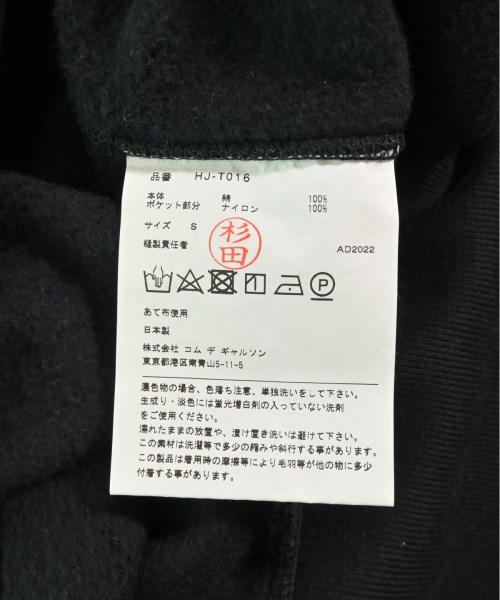 品番 HJ-T016
本体 綿 100%
ポケット部分 ナイロン 100%
サイズ S
杉田
縫製責任者 AD2022
あて布使用
日本製
株式会社 コム デ ギャルソン
東京都港区南青山5-11-5
濃色物の場合、色落ち注意、単独洗いをして下さい。
生成り・淡色には蛍光増白剤の入っていない洗剤
をご使用ください。
濡れたままの放置や、漬け置き洗いは避けて下さい。
この素材は洗濯等で多少の縮みや斜行する事があります。
この製品は着用時の摩擦等により毛羽等が他の物に多少
付着する事があります。